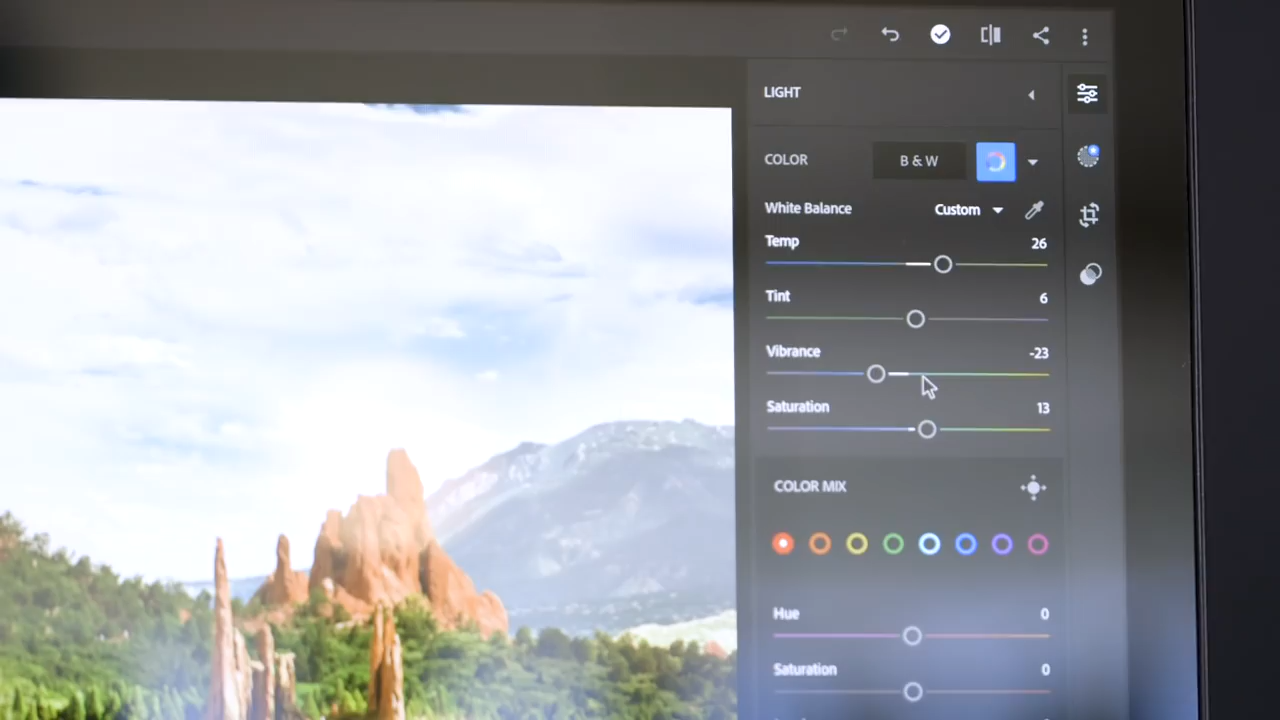 LIGHT
COLOR
B & W
White Balance
Custom
Temp
26
Tint
6
Vibrance
-23
Saturation
13
COLOR MIX
Hue
0
Saturation
0